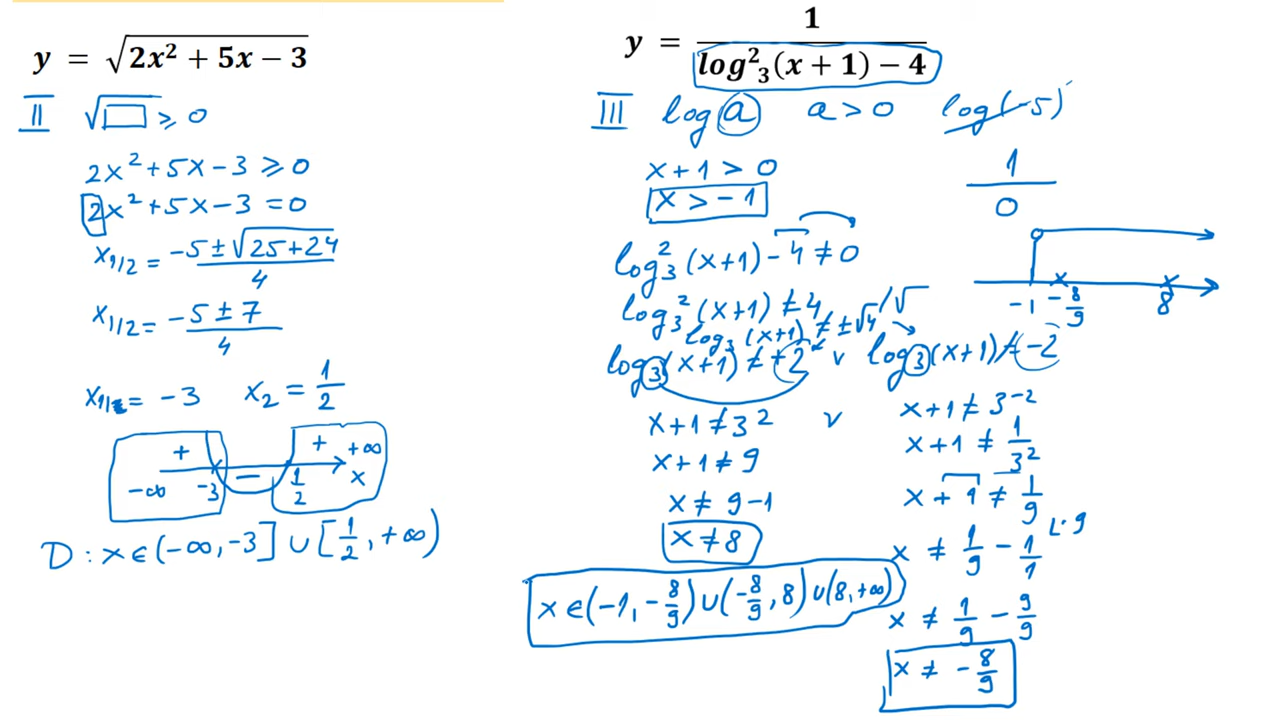 y = √(2x² + 5x − 3)
II √□ ≥ 0
2x² + 5x − 3 ≥ 0
2x² + 5x − 3 = 0
x₁/₂ = (−5 ± √(25+24))/4
x₁/₂ = (−5 ± 7)/4
x₁ = −3 x₂ = 1/2
+ − + +∞
−∞ −3 1/2 x
D : x ∈ (−∞, −3] ∪ [1/2, +∞)
y = 1/(log²₃(x + 1) − 4)
III log a a > 0 log(−5)
x + 1 > 0
x > −1
1/0
log₃²(x+1) − 4 ≠ 0
log₃²(x+1) ≠ 4 /√
log₃(x+1) ≠ ±√4
log₃(x+1) ≠ +2 ∨ log₃(x+1) ≠ −2
x+1 ≠ 3² ∨ x+1 ≠ 3⁻²
x+1 ≠ 9 x+1 ≠ 1/3²
x ≠ 9−1 x + 1 ≠ 1/9
x ≠ 8 x ≠ 1/9 − 1/1 L·9
x ≠ 1/9 − 9/9
x ≠ −8/9
−1 −8/9 8
x ∈ (−1, −8/9) ∪ (−8/9, 8) ∪ (8, +∞)